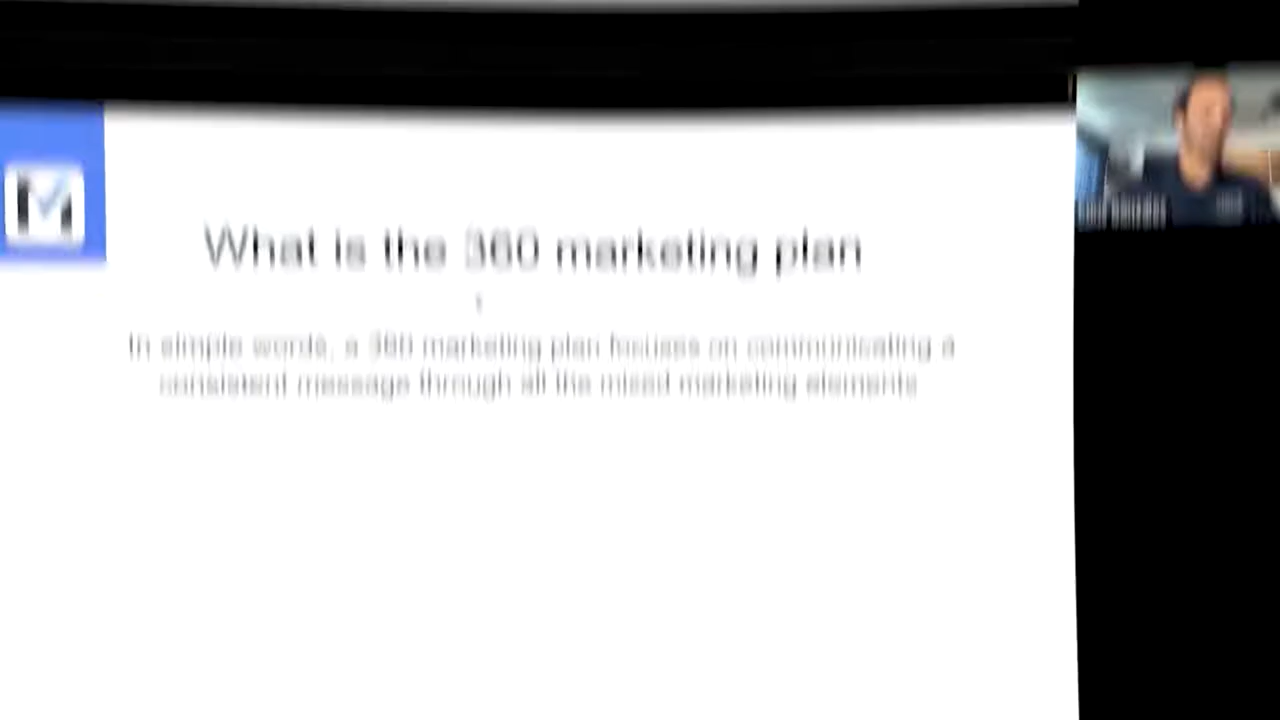 M
What is the 360 marketing plan
In simple words, a 360 marketing plan focuses on communicating a
consistent message through all the mixed marketing elements